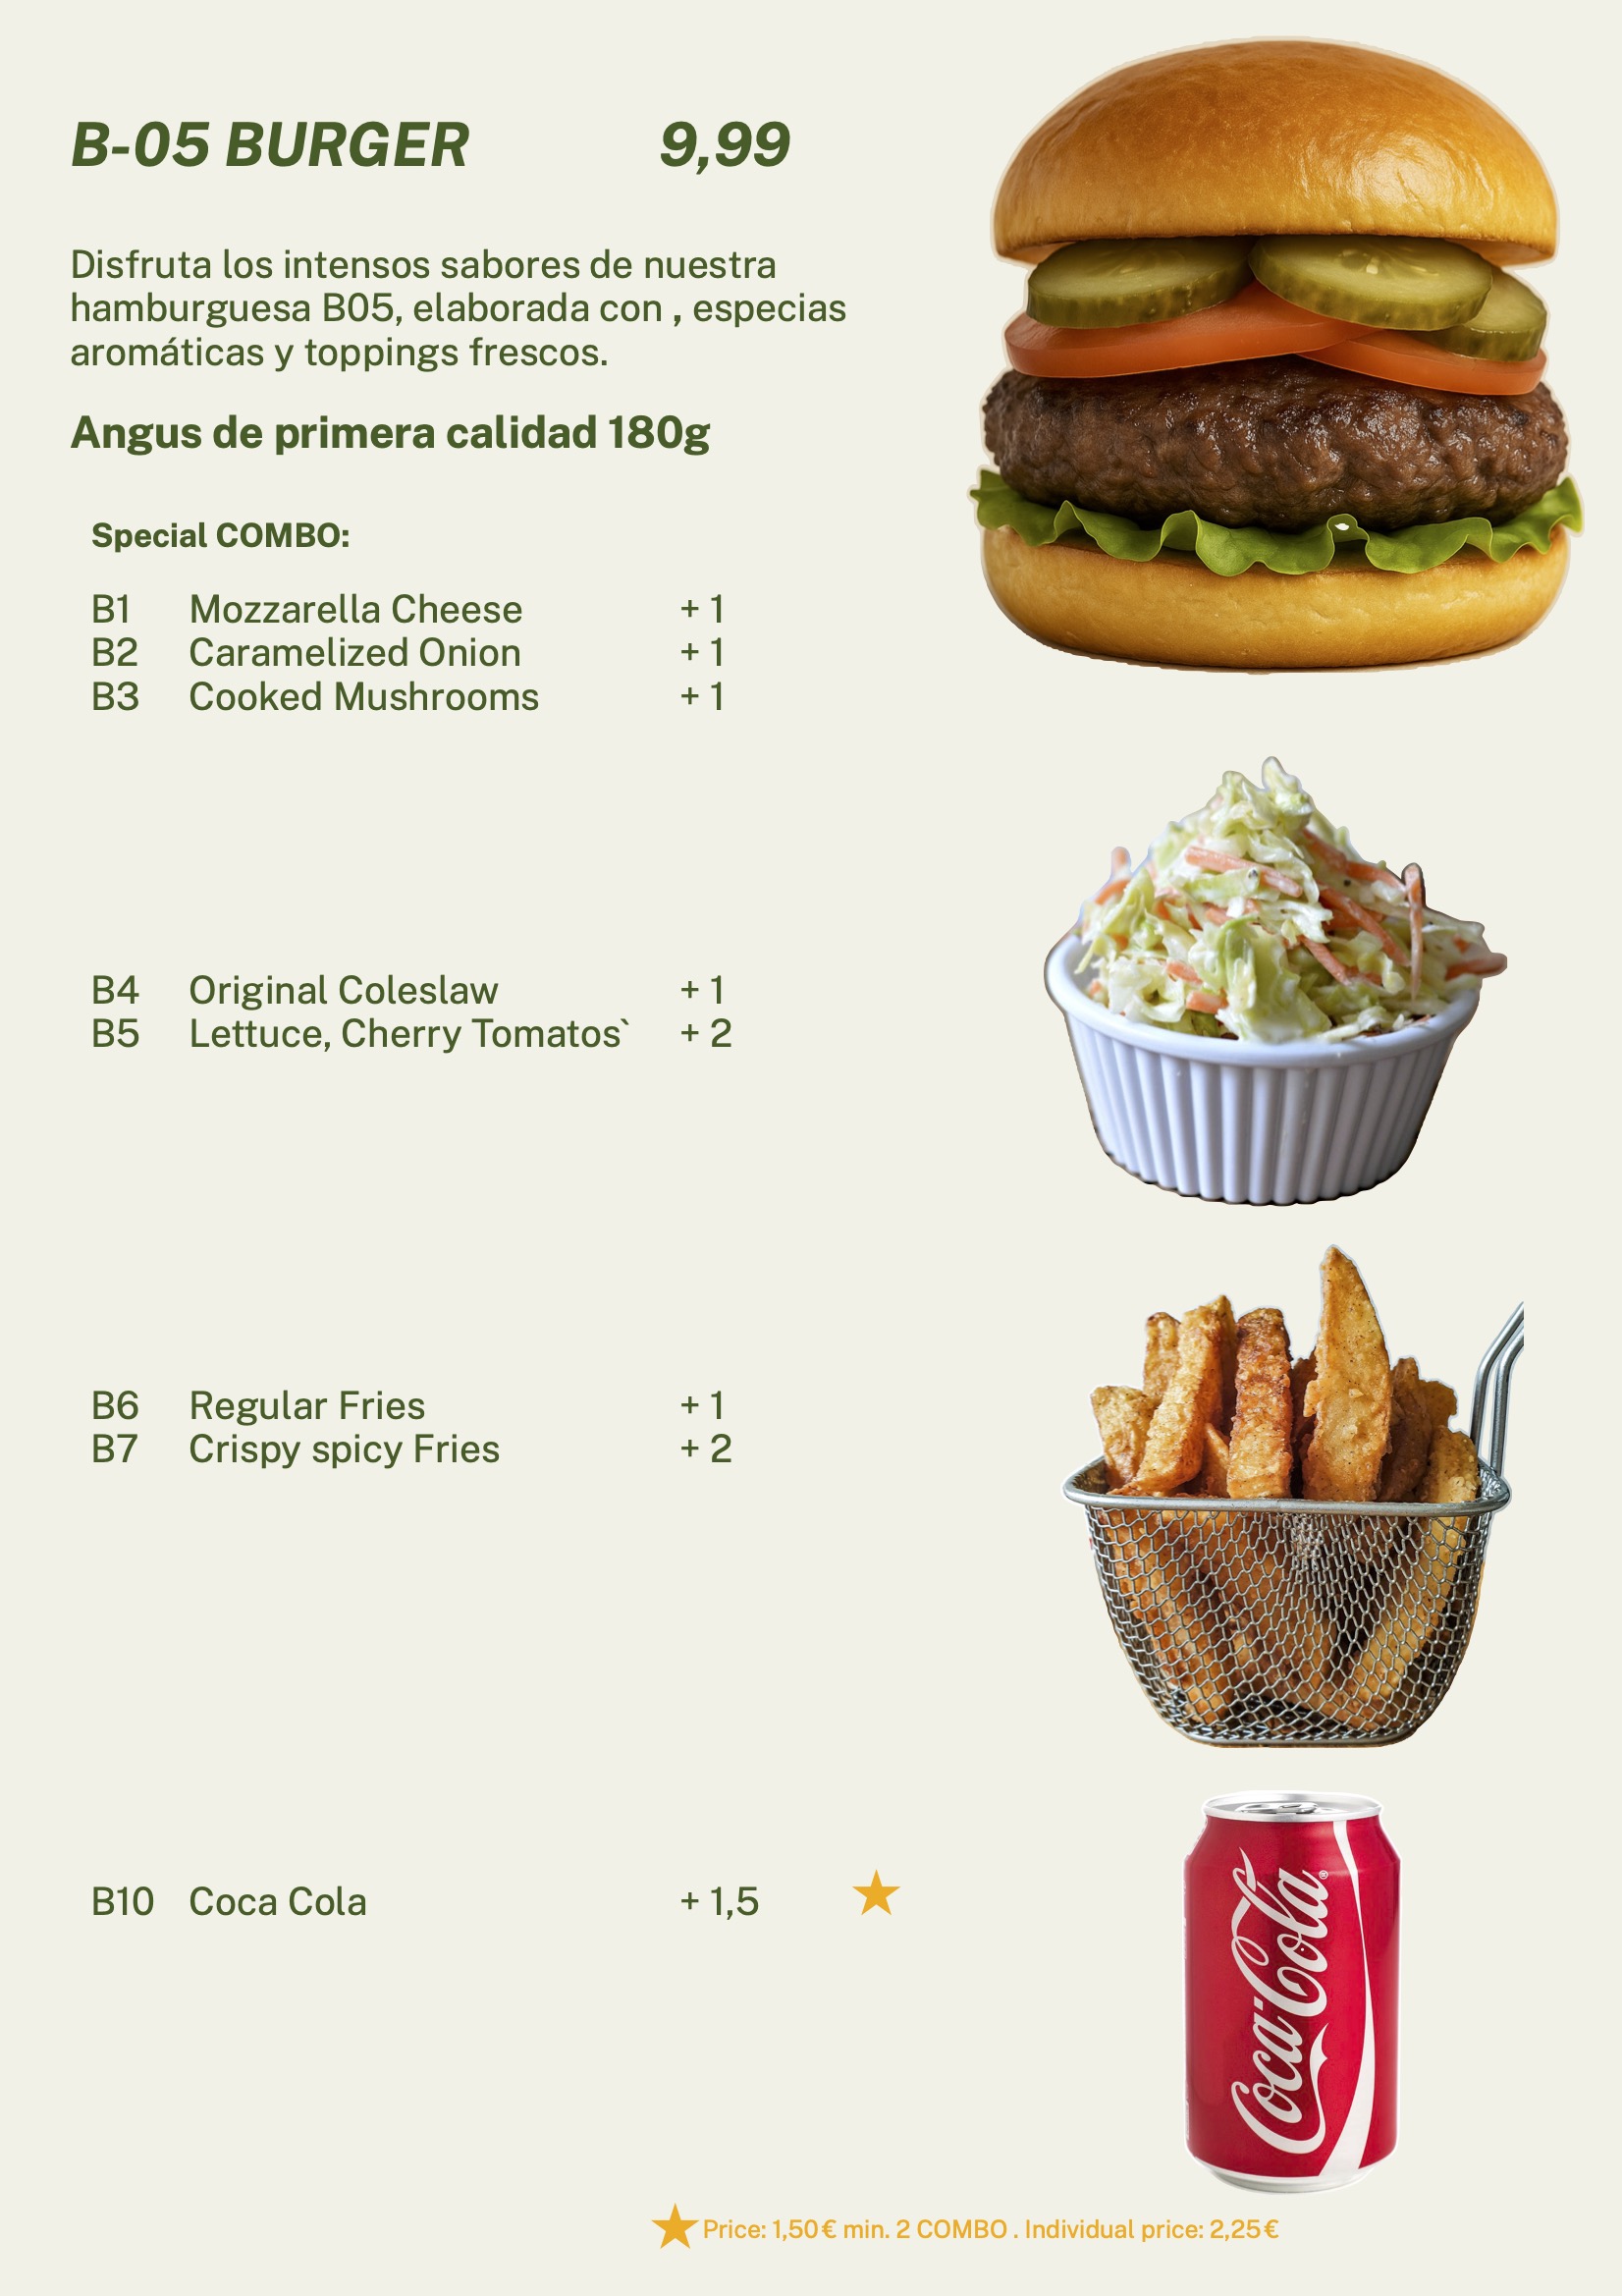 B-05 BURGER 9,99
Disfruta los intensos sabores de nuestra
hamburguesa B05, elaborada con , especias
aromáticas y toppings frescos.
Angus de primera calidad 180g
Special COMBO:
B1 Mozzarella Cheese + 1
B2 Caramelized Onion + 1
B3 Cooked Mushrooms + 1
B4 Original Coleslaw + 1
B5 Lettuce, Cherry Tomatos` + 2
B6 Regular Fries + 1
B7 Crispy spicy Fries + 2
B10 Coca Cola + 1,5 ★
Coca-Cola®
★ Price: 1,50€ min. 2 COMBO . Individual price: 2,25€